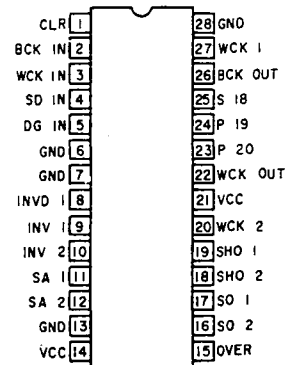 CLR 1
BCK IN 2
WCK IN 3
SD IN 4
DG IN 5
GND 6
GND 7
INVD 1 8
INV 1 9
INV 2 10
SA 1 11
SA 2 12
GND 13
VCC 14
28 GND
27 WCK 1
26 BCK OUT
25 S 18
24 P 19
23 P 20
22 WCK OUT
21 VCC
20 WCK 2
19 SHO 1
18 SHO 2
17 SO 1
16 SO 2
15 OVER